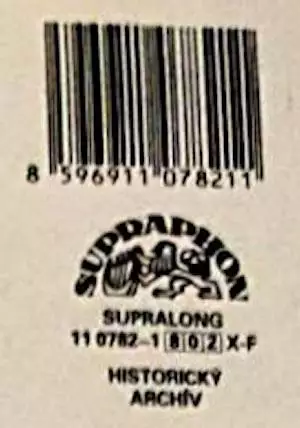 8 596911 078211
SUPRAPHON
SUPRALONG
11 0782-1 802 X-F
HISTORICKÝ
ARCHÍV